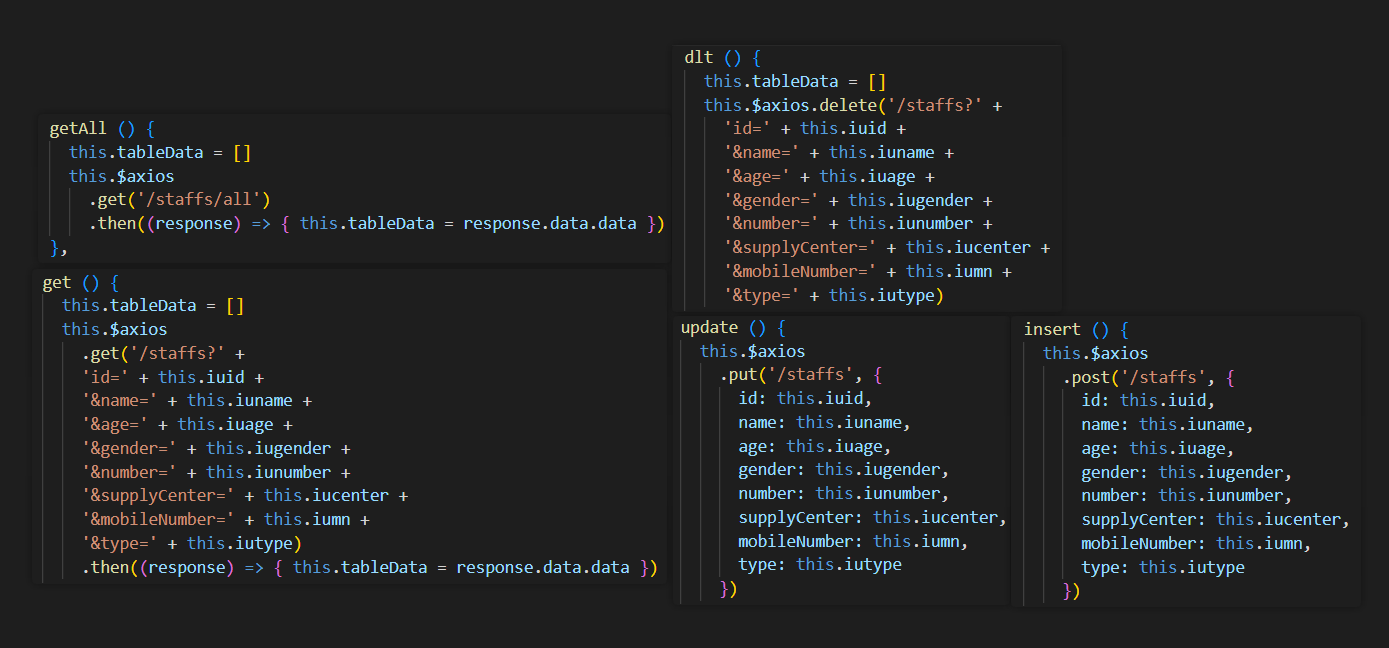 getAll () {
  this.tableData = []
  this.$axios
    .get('/staffs/all')
    .then((response) => { this.tableData = response.data.data })
},
get () {
  this.tableData = []
  this.$axios
    .get('/staffs?' +
    'id=' + this.iuid +
    '&name=' + this.iuname +
    '&age=' + this.iuage +
    '&gender=' + this.iugender +
    '&number=' + this.iunumber +
    '&supplyCenter=' + this.iucenter +
    '&mobileNumber=' + this.iumn +
    '&type=' + this.iutype)
    .then((response) => { this.tableData = response.data.data })
dlt () {
  this.tableData = []
  this.$axios.delete('/staffs?' +
    'id=' + this.iuid +
    '&name=' + this.iuname +
    '&age=' + this.iuage +
    '&gender=' + this.iugender +
    '&number=' + this.iunumber +
    '&supplyCenter=' + this.iucenter +
    '&mobileNumber=' + this.iumn +
    '&type=' + this.iutype)
update () {
  this.$axios
    .put('/staffs', {
      id: this.iuid,
      name: this.iuname,
      age: this.iuage,
      gender: this.iugender,
      number: this.iunumber,
      supplyCenter: this.iucenter,
      mobileNumber: this.iumn,
      type: this.iutype
    })
insert () {
  this.$axios
    .post('/staffs', {
      id: this.iuid,
      name: this.iuname,
      age: this.iuage,
      gender: this.iugender,
      number: this.iunumber,
      supplyCenter: this.iucenter,
      mobileNumber: this.iumn,
      type: this.iutype
    })